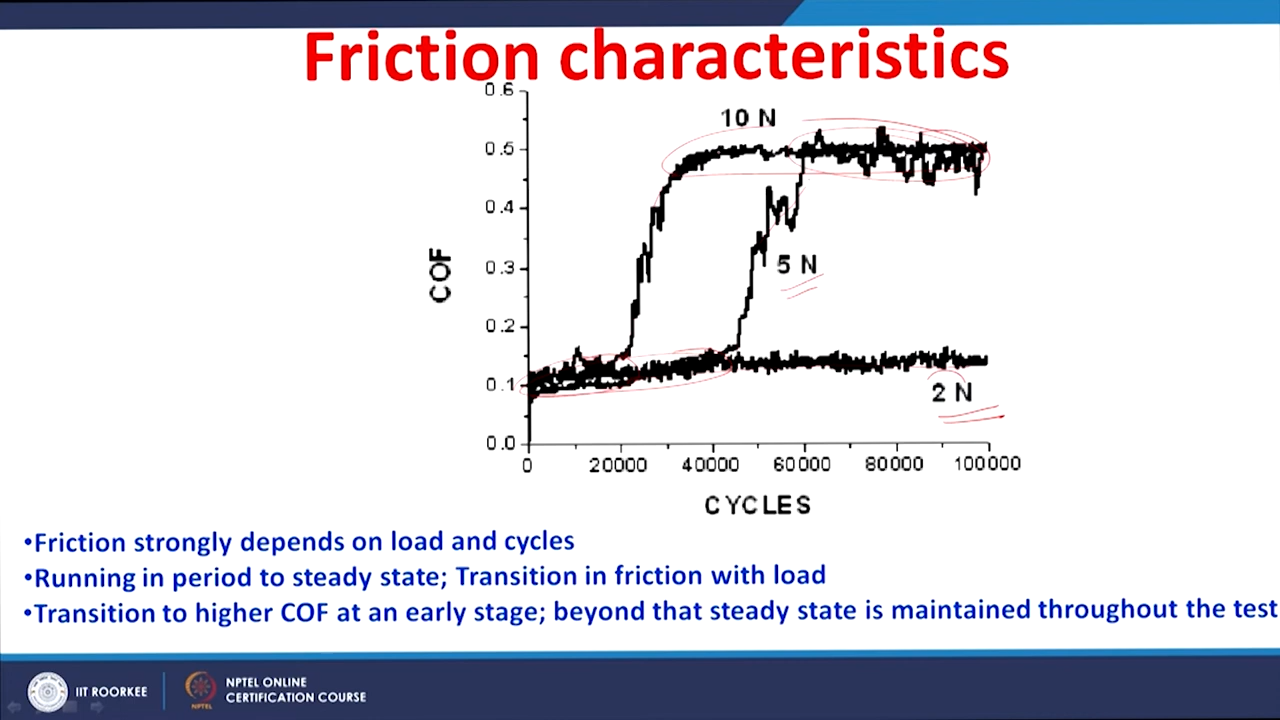 Friction characteristics
0.6
10 N
0.5
0.4
COF
0.3
5 N
0.2
0.1
2 N
0.0
0 20000 40000 60000 80000 100000
CYCLES
•Friction strongly depends on load and cycles
•Running in period to steady state; Transition in friction with load
•Transition to higher COF at an early stage; beyond that steady state is maintained throughout the test
IIT ROORKEE
NPTEL
NPTEL ONLINE
CERTIFICATION COURSE